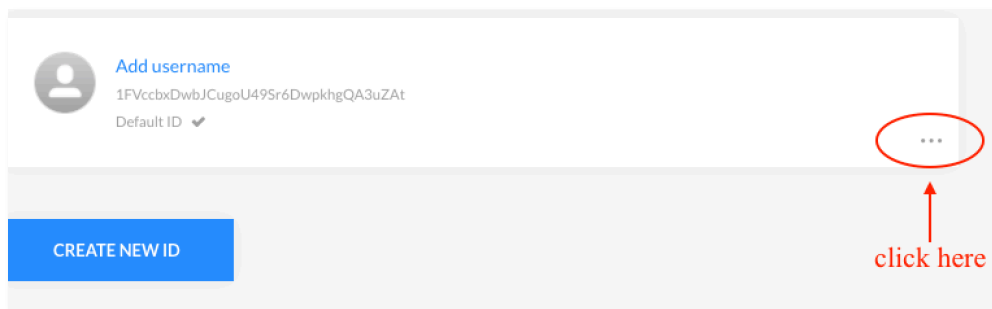 Add username
1FVccbxDwbJCugoU49Sr6DwpkhgQA3uZAt
Default ID
CREATE NEW ID
click here